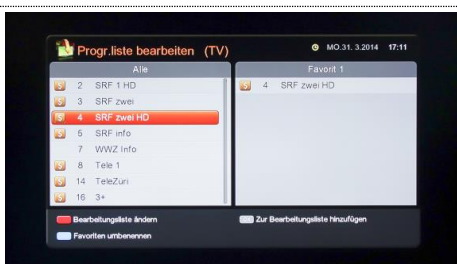 Progr.liste bearbeiten (TV)
MO.31. 3.2014 17:11
Alle
Favorit 1
2 SRF 1 HD
4 SRF zwei HD
3 SRF zwei
4 SRF zwei HD
5 SRF info
7 WWZ Info
8 Tele 1
14 TeleZüri
16 3+
Bearbeitungsliste ändern
Zur Bearbeitungsliste hinzufügen
Favoriten umbenennen